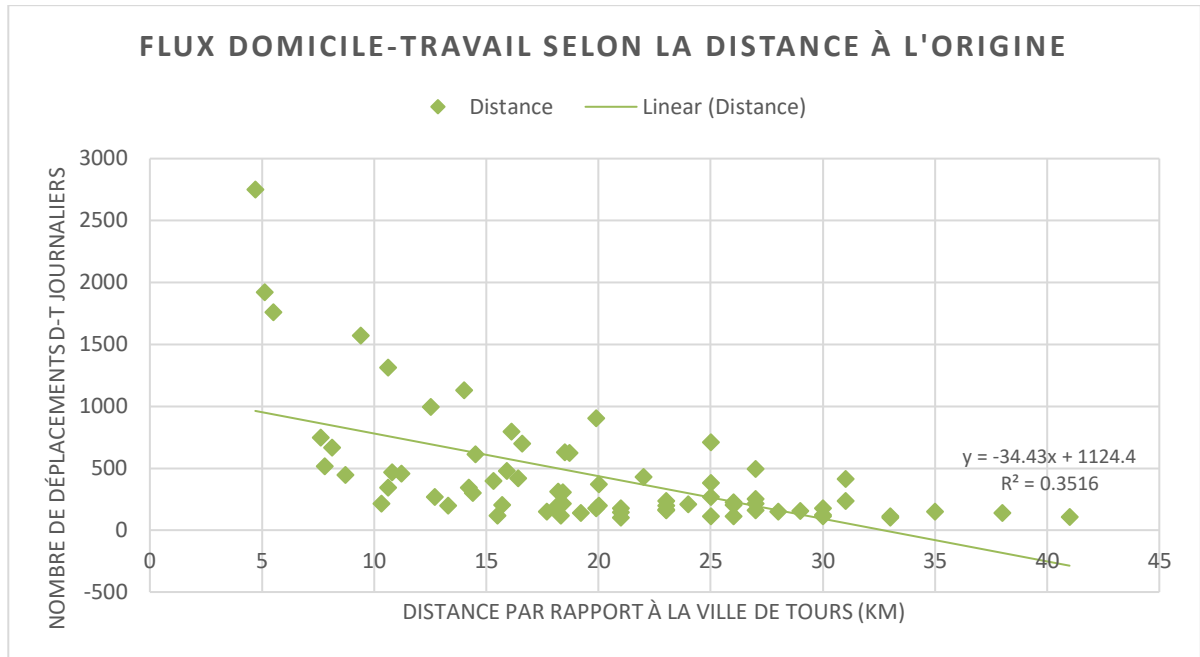 FLUX DOMICILE-TRAVAIL SELON LA DISTANCE À L'ORIGINE
Distance
Linear (Distance)
NOMBRE DE DÉPLACEMENTS D-T JOURNALIERS
3000
2500
2000
1500
1000
500
0
-500
y = -34.43x + 1124.4
R² = 0.3516
0
5
10
15
20
25
30
35
40
45
DISTANCE PAR RAPPORT À LA VILLE DE TOURS (KM)